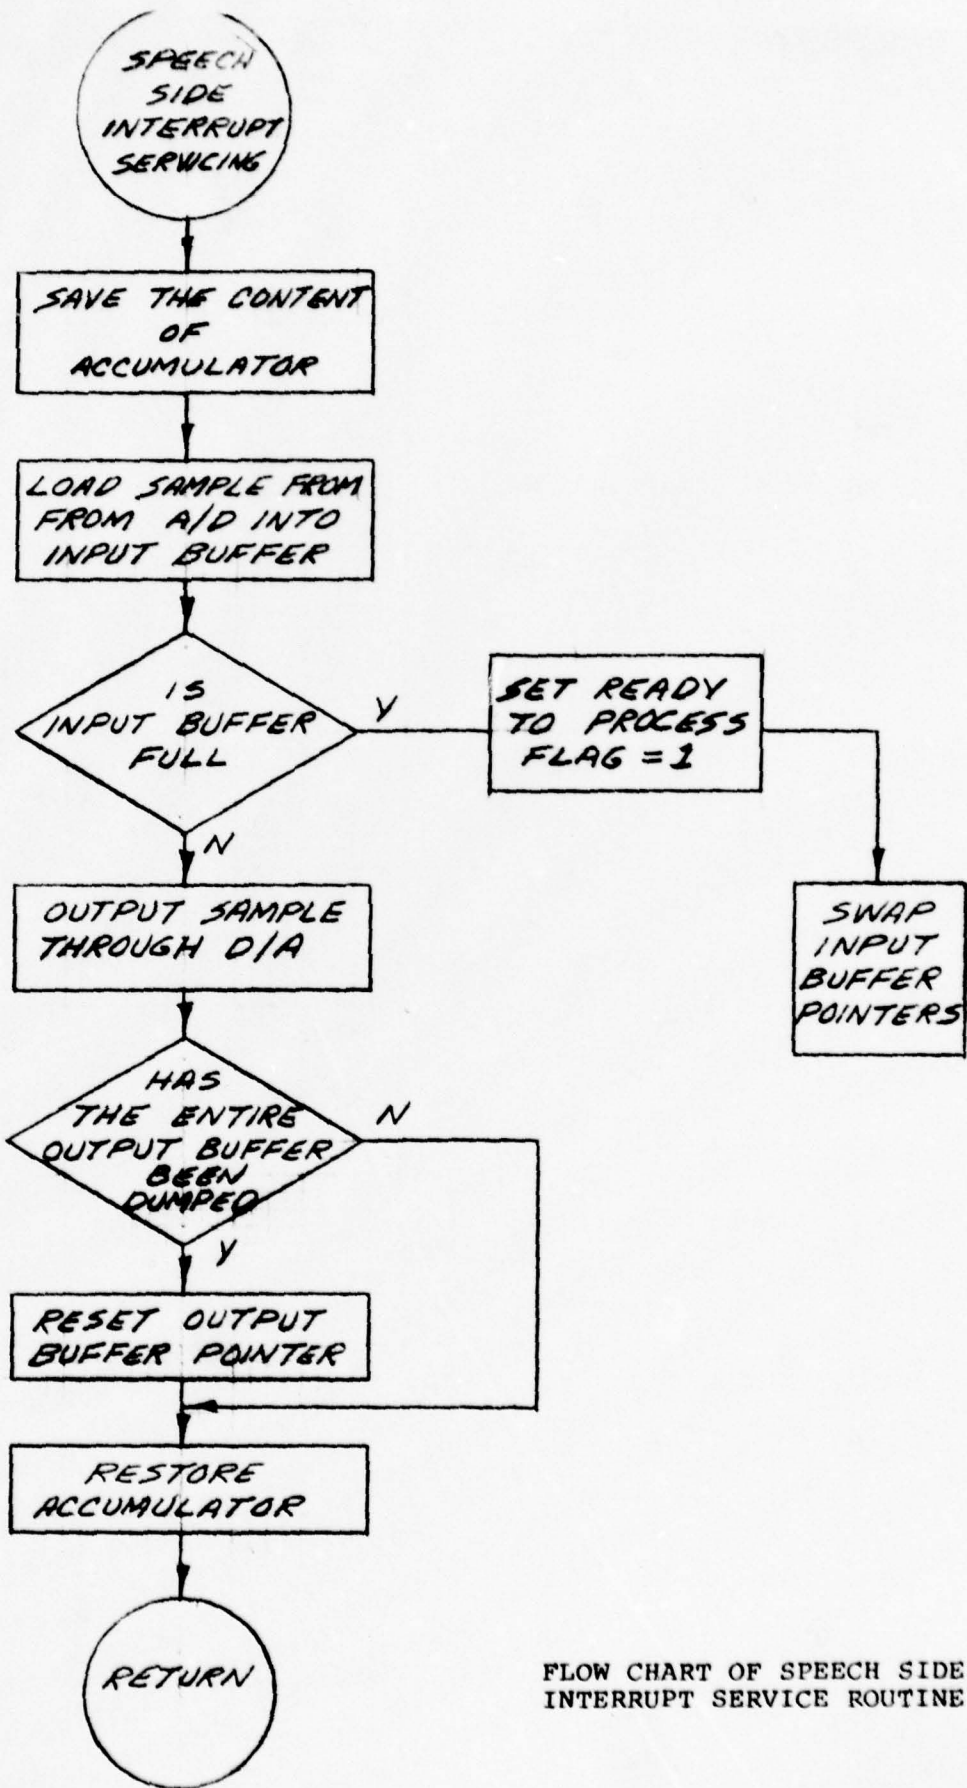 SPEECH
SIDE
INTERRUPT
SERVICING
SAVE THE CONTENT
OF
ACCUMULATOR
LOAD SAMPLE FROM
FROM A/D INTO
INPUT BUFFER
IS
INPUT BUFFER
FULL
Y
SET READY
TO PROCESS
FLAG = 1
N
SWAP
INPUT
BUFFER
POINTERS
OUTPUT SAMPLE
THROUGH D/A
HAS
THE ENTIRE
OUTPUT BUFFER
BEEN
DUMPED
N
Y
RESET OUTPUT
BUFFER POINTER
RESTORE
ACCUMULATOR
RETURN
FLOW CHART OF SPEECH SIDE
INTERRUPT SERVICE ROUTINE